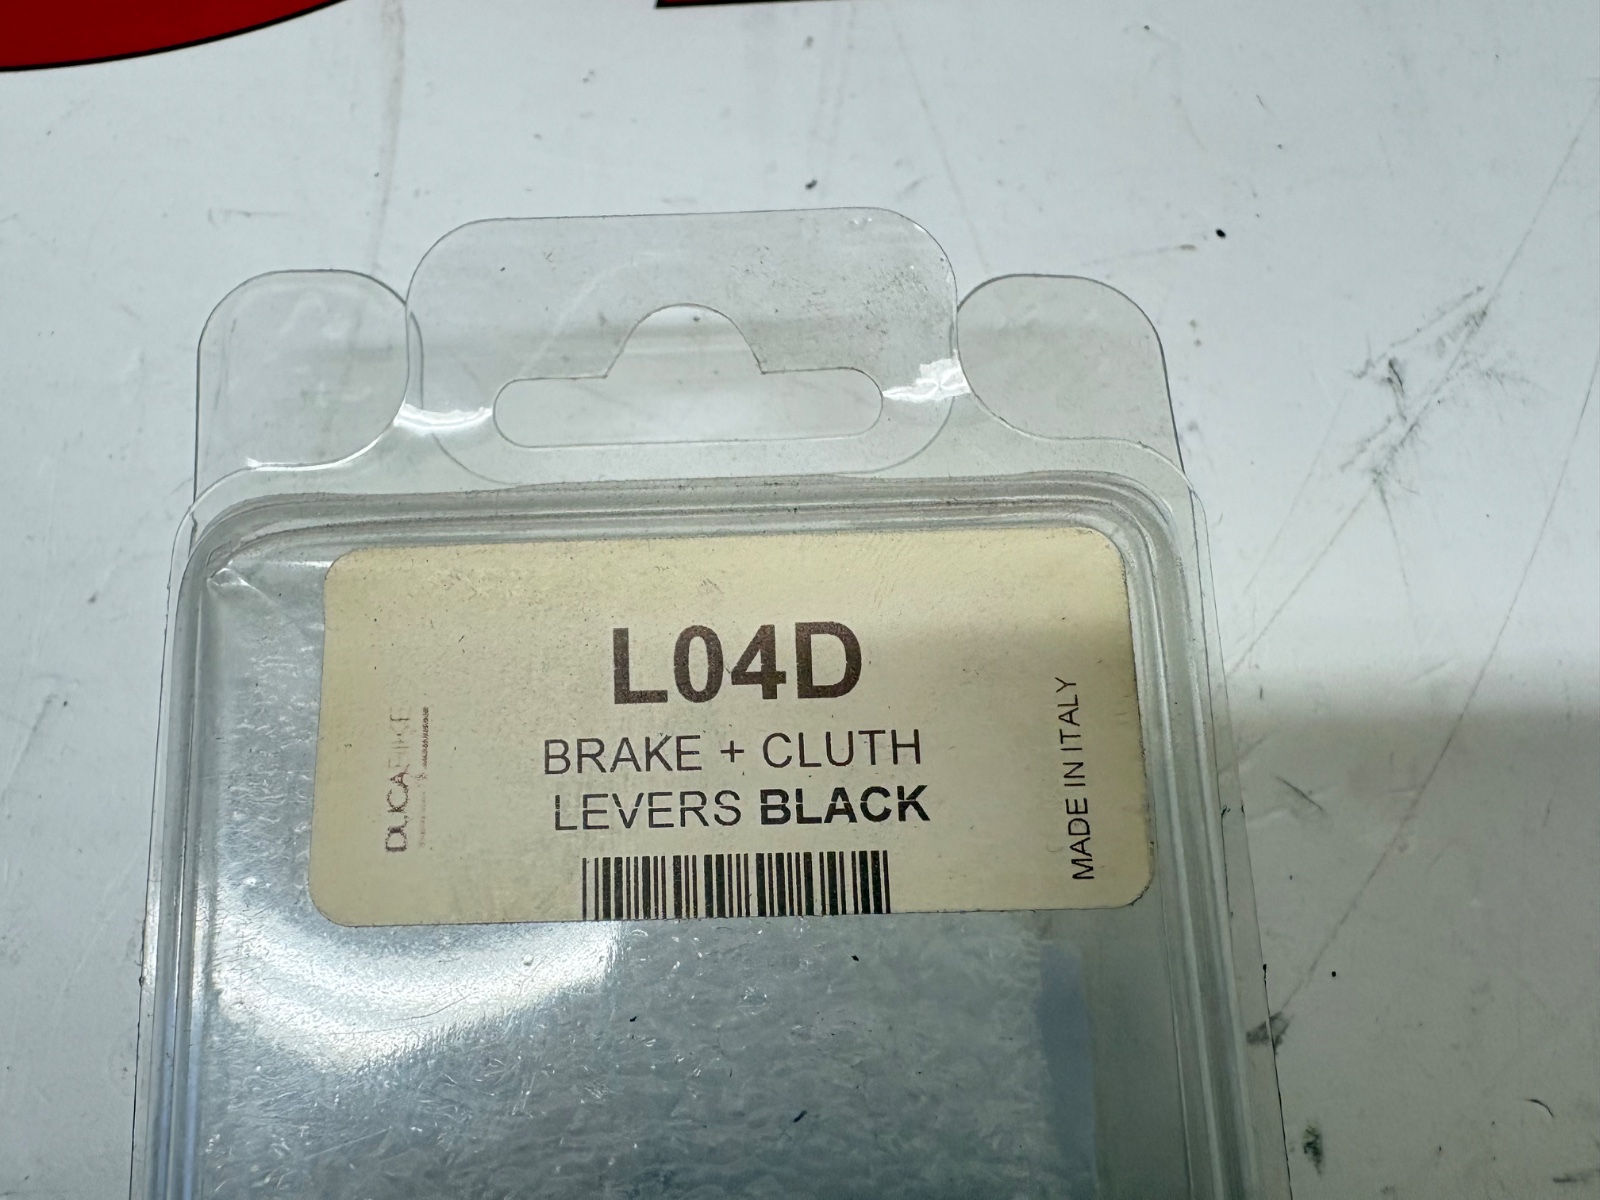 L04D
BRAKE + CLUTH
LEVERS BLACK
MADE IN ITALY